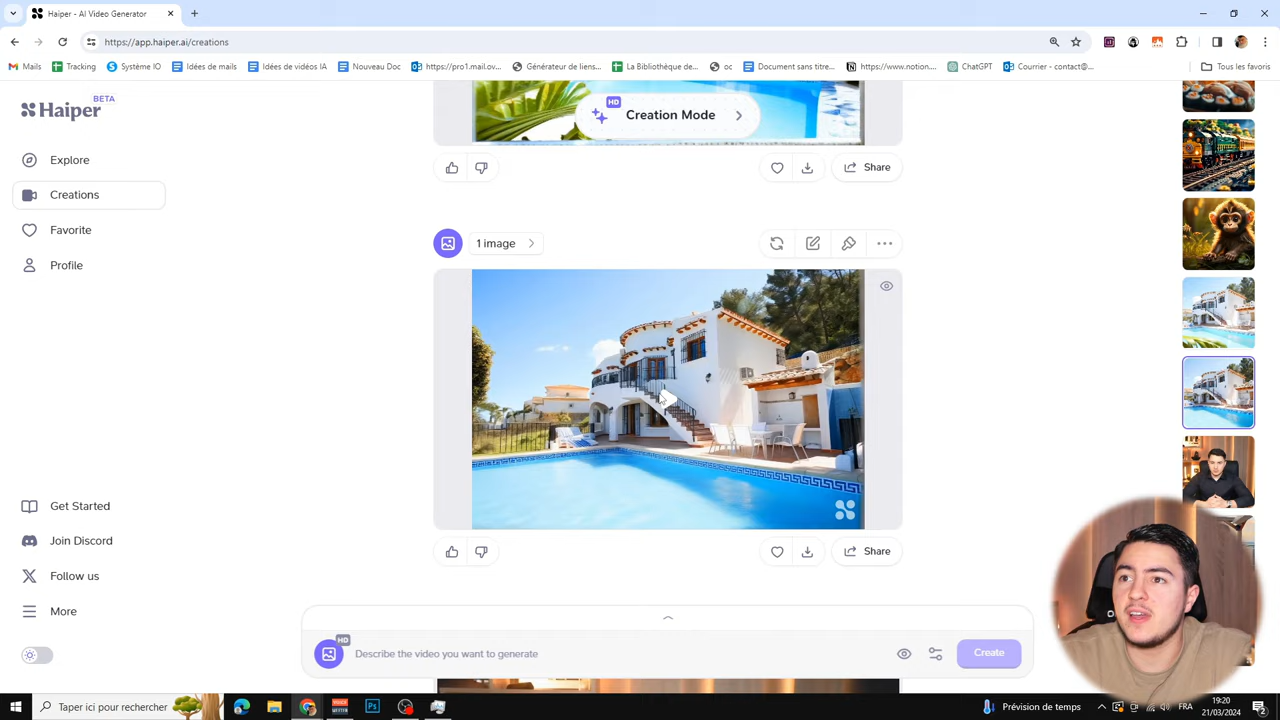 Haiper - AI Video Generator
https://app.haiper.ai/creations
Mails
Tracking
Système IO
Idées de mails
Idées de vidéos IA
Nouveau Doc
https://pro1.mail.ov...
Générateur de liens...
La Bibliothèque de...
oc
Document sans titre...
https://www.notion....
ChatGPT
Courrier - contact@...
Tous les favoris
Haiper
BETA
HD
Creation Mode
Explore
Share
Creations
Favorite
1 image
Profile
Get Started
Join Discord
Share
Follow us
More
HD
Describe the video you want to generate
Create
Taper ici pour rechercher
Prévision de temps
FRA
19:20
21/03/2024
2